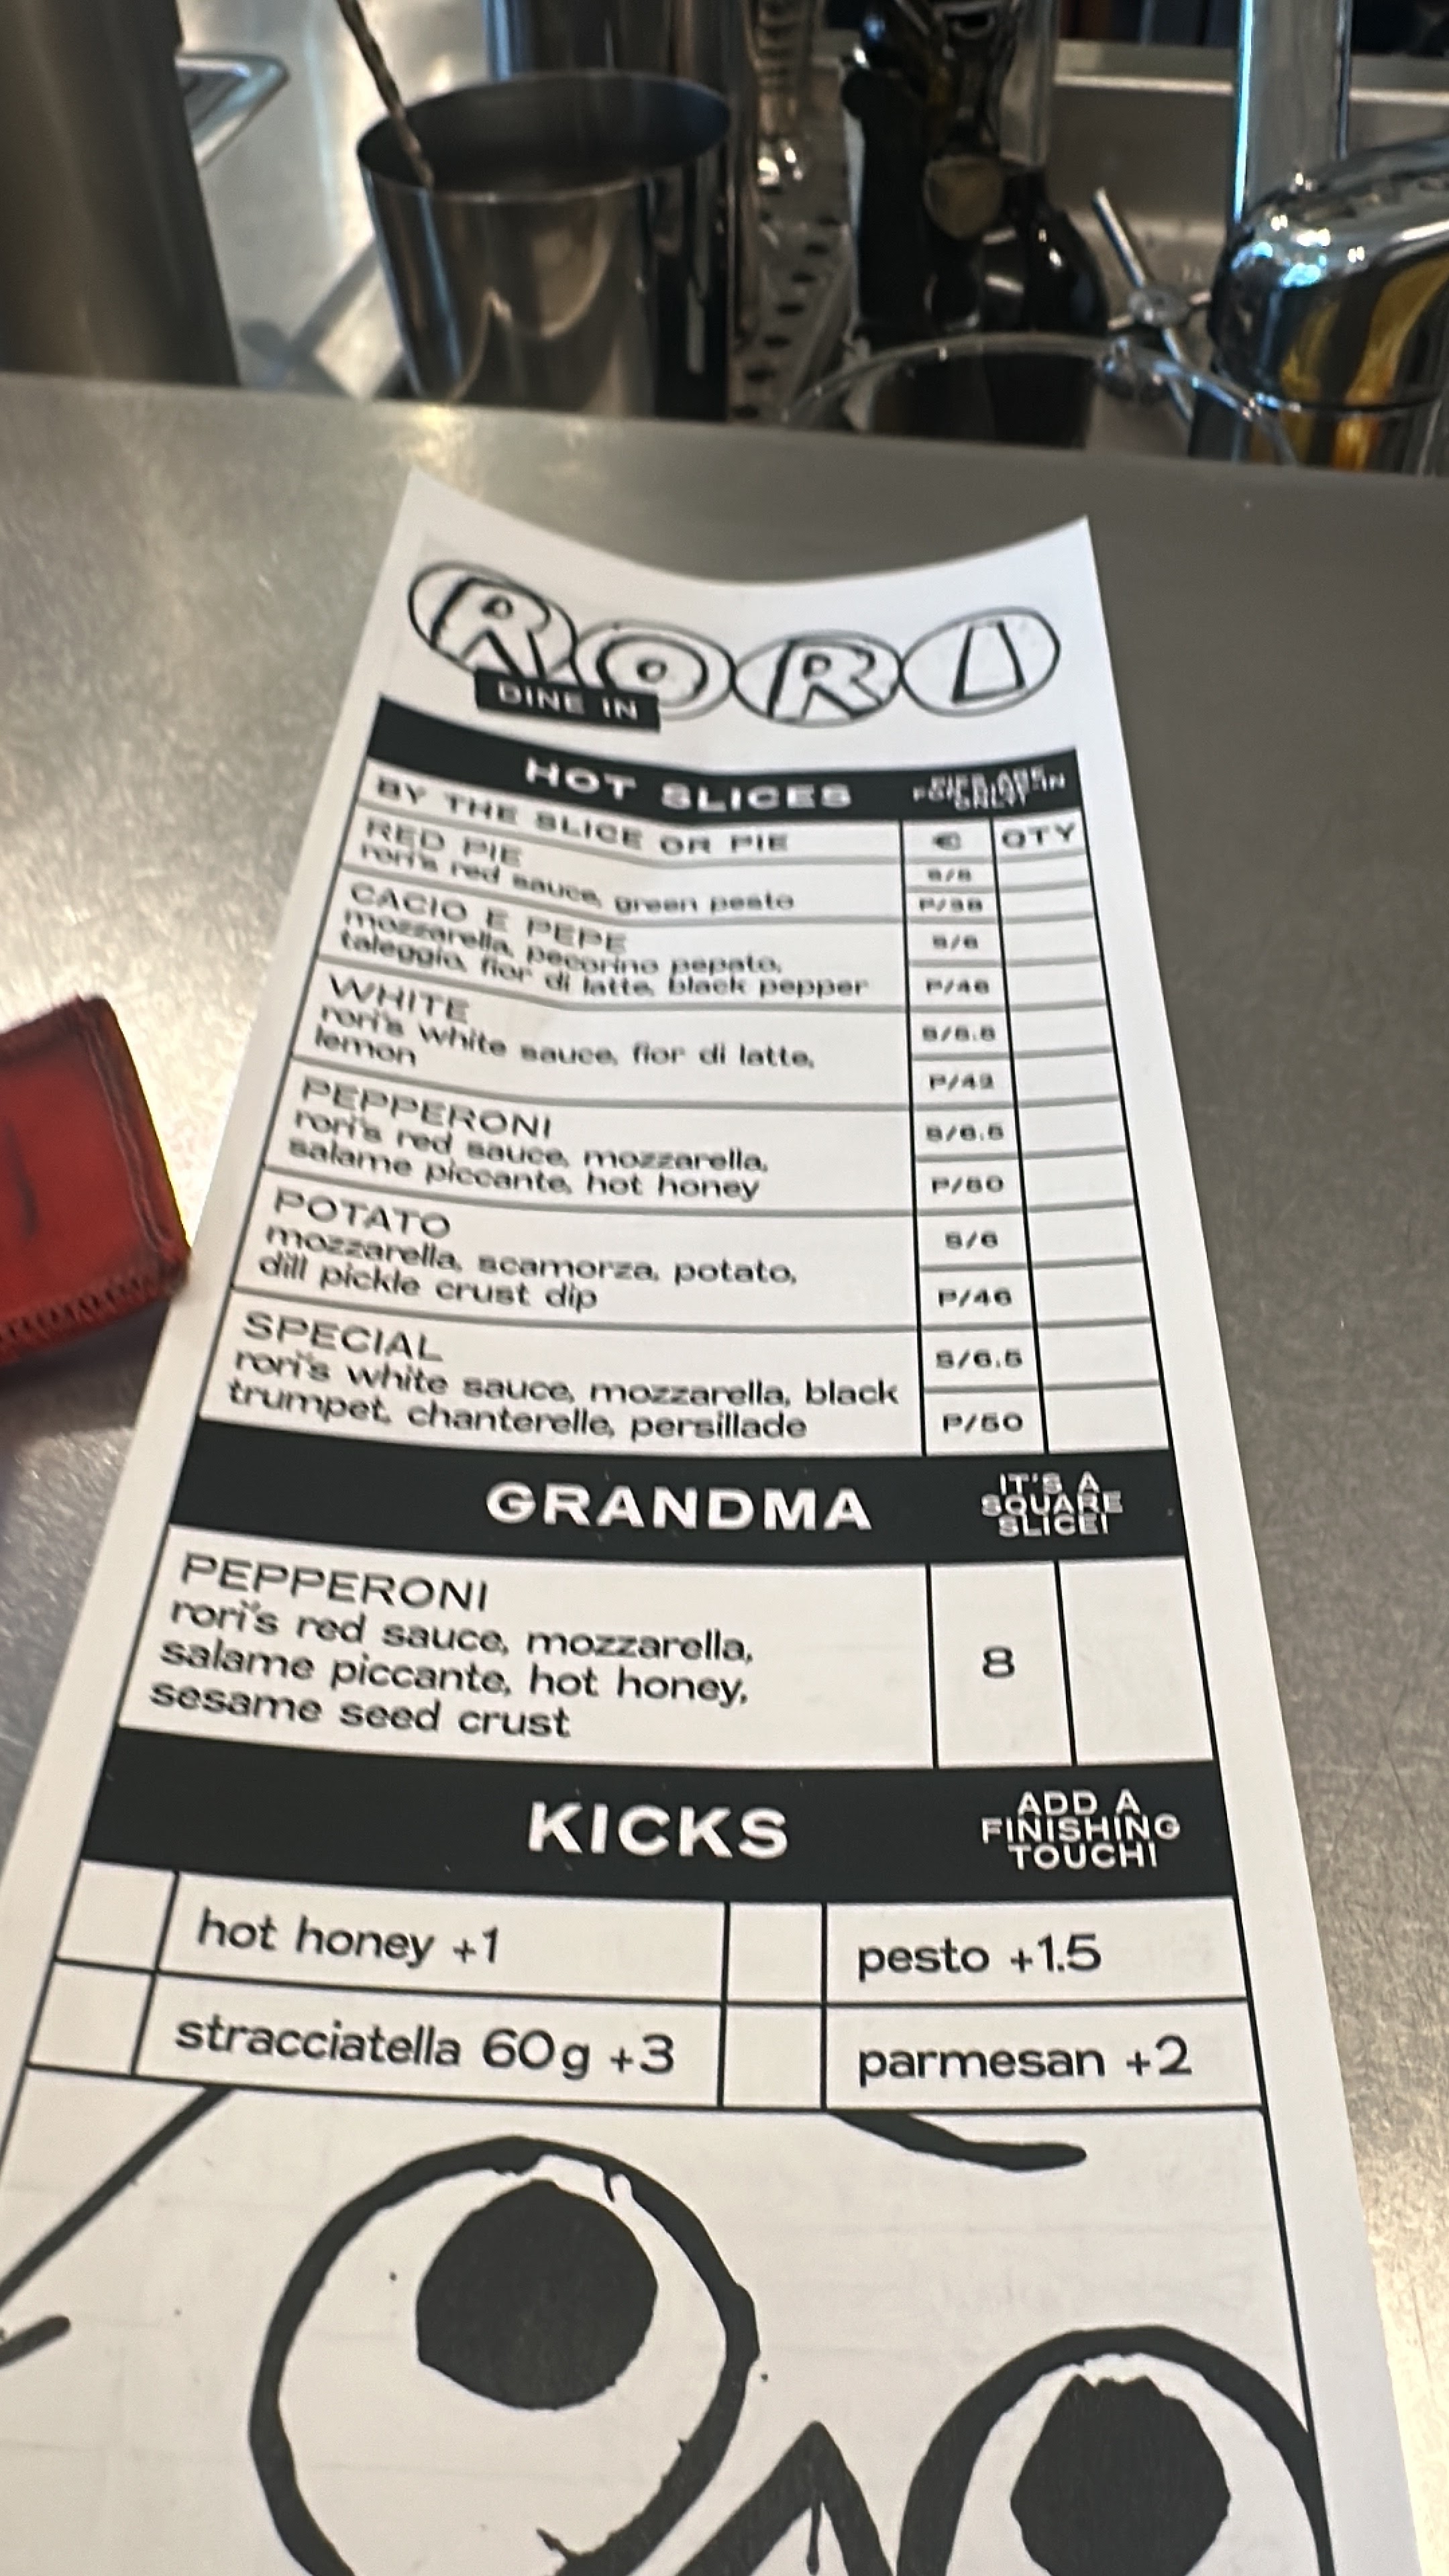 RORI
DINE IN
HOT SLICES
PIES ARE
FOR DINE-IN
ONLY!
BY THE SLICE OR PIE
€
QTY
RED PIE
rori's red sauce, green pesto
P/38
CACIO E PEPE
mozzarella, pecorino pepato,
taleggio, fior di latte, black pepper
S/6
P/46
WHITE
rori's white sauce, fior di latte,
lemon
P/42
PEPPERONI
rori's red sauce, mozzarella,
salame piccante, hot honey
S/6.5
P/50
POTATO
mozzarella, scamorza, potato,
dill pickle crust dip
S/6
P/46
SPECIAL
rori's white sauce, mozzarella, black
trumpet, chanterelle, persillade
S/6.5
P/50
GRANDMA
IT'S A
SQUARE
SLICE!
PEPPERONI
rori's red sauce, mozzarella,
salame piccante, hot honey,
sesame seed crust
8
KICKS
ADD A
FINISHING
TOUCH!
hot honey +1
pesto +1.5
stracciatella 60g +3
parmesan +2